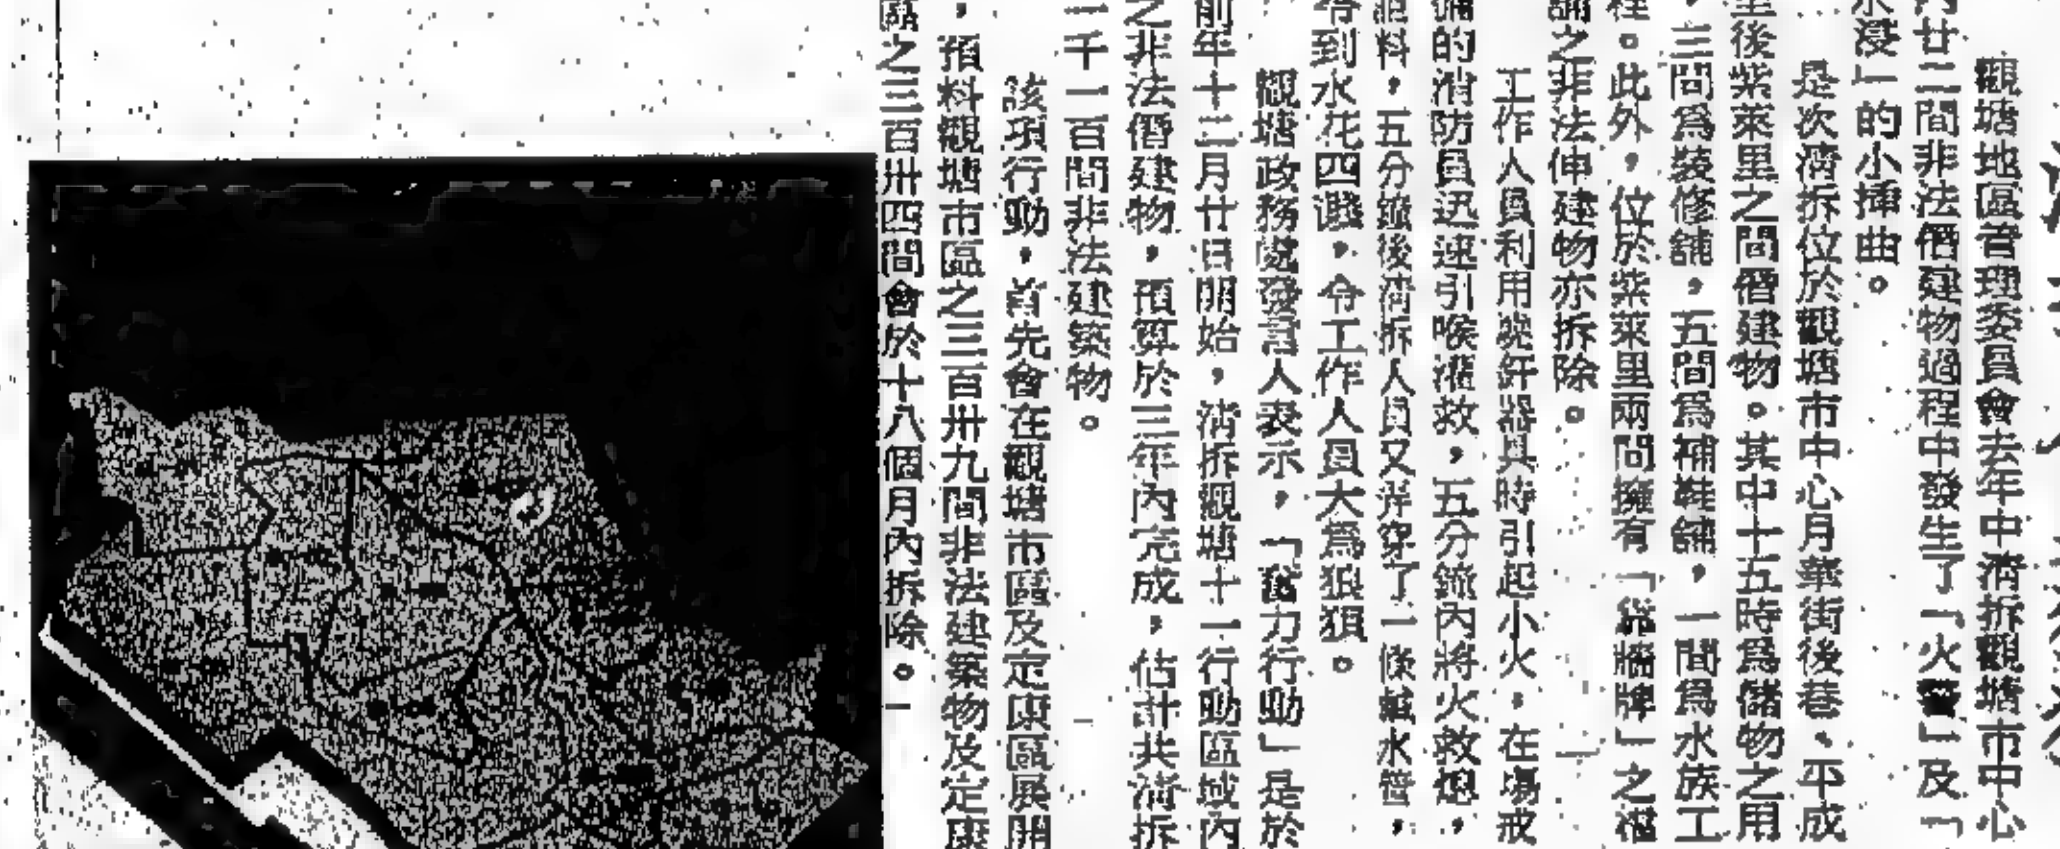 觀塘地區管理委員會去年中清拆觀塘市中心
內廿二間非法僭建物過程中發生了「火警」及「
水浸」的小插曲。
是次清拆位於觀塘市中心月華街後巷、平成
里後紫萊里之間僭建物。其中十五時為儲物之用
,三間為裝修舖,五間為補鞋舖,一間為水族工
程。此外,位於紫萊里兩間擁有「 牌」之
舖之非法伸建物亦拆除。
工作人員利用燒銲器具時引起小火,在場戒
備的消防員迅速引喉灌救,五分鐘內將火救熄,
料,五分鐘後清拆人員又洋穿了一條鹹水管,
到水花四濺,令工作人員大為狼狽。
觀塘政務處發言人表示,「奮力行動」是於
前年十二月廿日開始,清拆觀塘十一行動區域內
之非法僭建物,預算於三年內完成,估計共清拆
二千一百間非法建築物。
該項行動,首先會在觀塘市區及定康區展開
,預料觀塘市區之三百卅九間非法建築物及定康
區之三百卅四間會於十八個月內拆除。